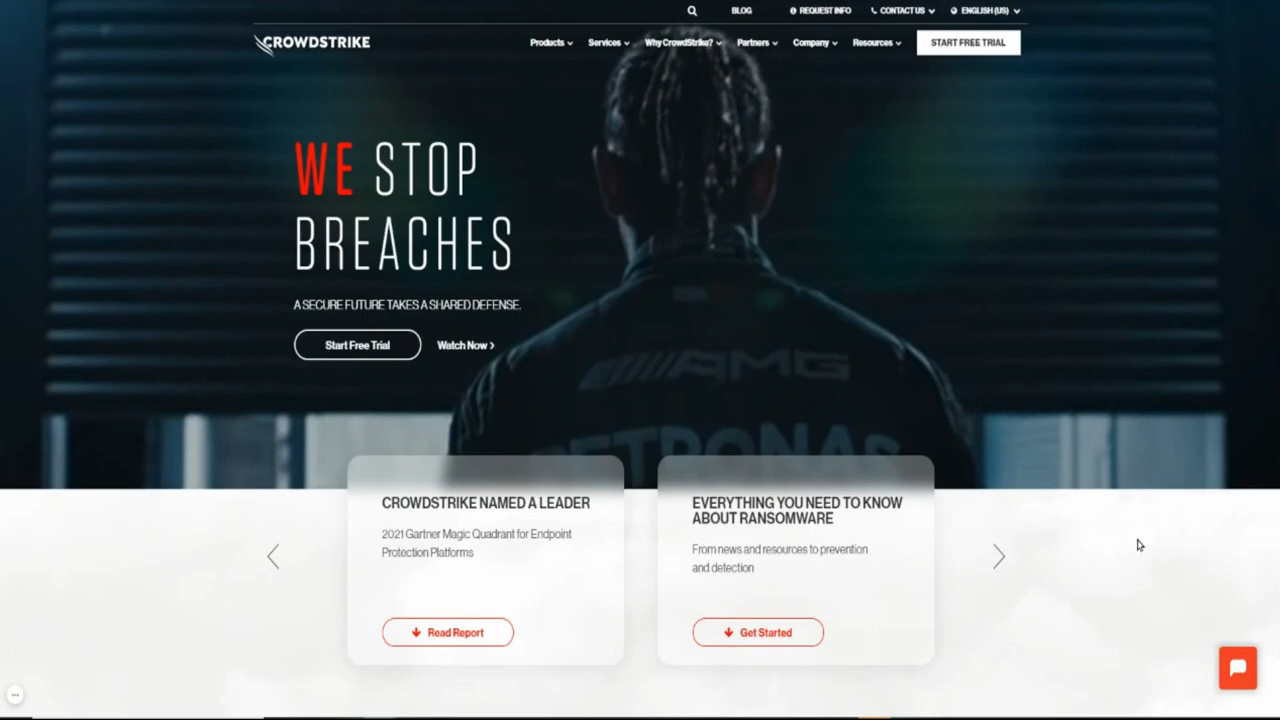 BLOG
REQUEST INFO
CONTACT US
ENGLISH (US)
CROWDSTRIKE
Products
Services
Why CrowdStrike?
Partners
Company
Resources
START FREE TRIAL
WE STOP
BREACHES
A SECURE FUTURE TAKES A SHARED DEFENSE.
Start Free Trial
Watch Now >
AMG
PETRONAS
CROWDSTRIKE NAMED A LEADER
2021 Gartner Magic Quadrant for Endpoint
Protection Platforms
Read Report
EVERYTHING YOU NEED TO KNOW
ABOUT RANSOMWARE
From news and resources to prevention
and detection
Get Started